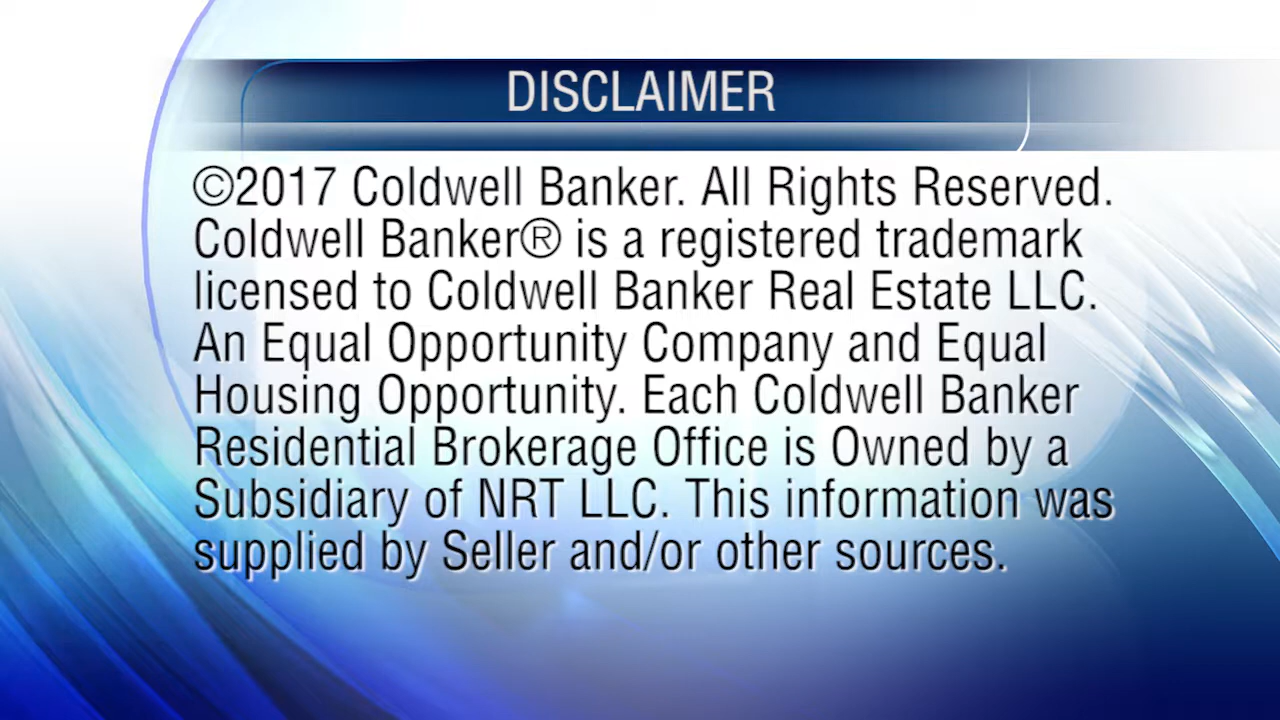 DISCLAIMER
©2017 Coldwell Banker. All Rights Reserved.
Coldwell Banker® is a registered trademark
licensed to Coldwell Banker Real Estate LLC.
An Equal Opportunity Company and Equal
Housing Opportunity. Each Coldwell Banker
Residential Brokerage Office is Owned by a
Subsidiary of NRT LLC. This information was
supplied by Seller and/or other sources.